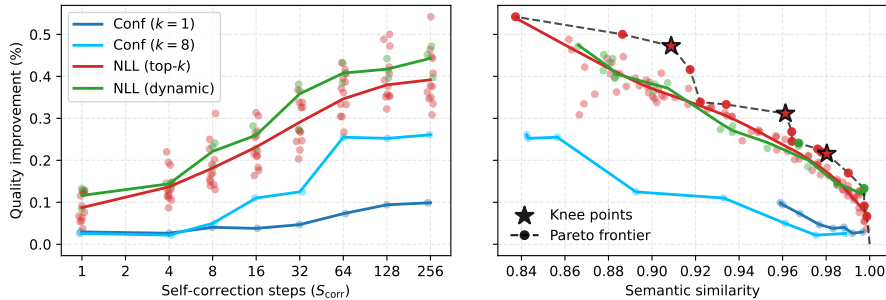 Quality improvement (%)
0.5
0.4
0.3
0.2
0.1
0.0
Conf (k = 1)
Conf (k = 8)
NLL (top-k)
NLL (dynamic)
1 2 4 8 16 32 64 128 256
Self-correction steps (S_corr)
Knee points
Pareto frontier
0.84 0.86 0.90 0.90 0.92 0.94 0.96 0.98 1.00
Semantic similarity